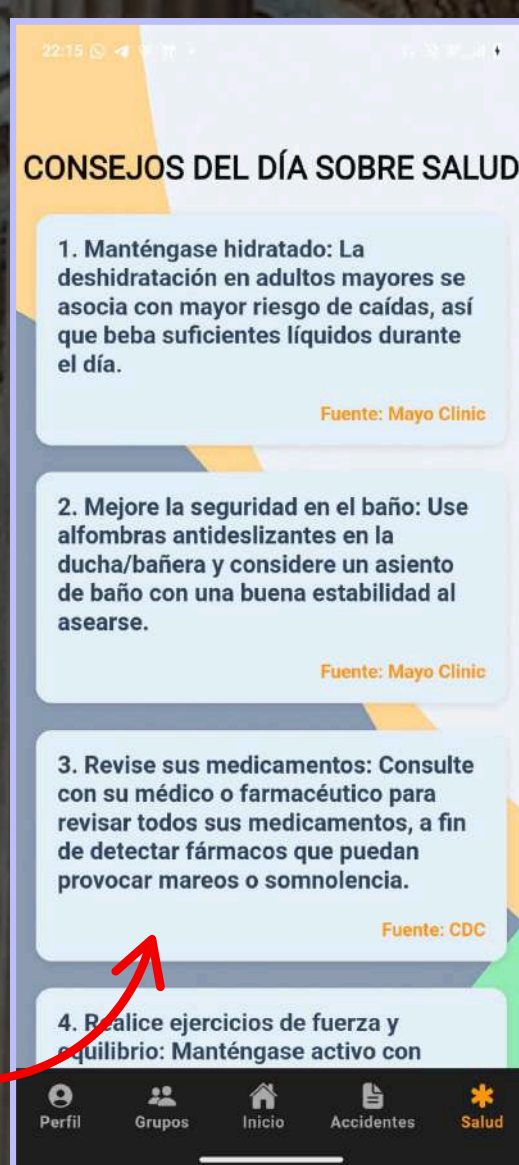 22:15
CONSEJOS DEL DÍA SOBRE SALUD
1. Manténgase hidratado: La
deshidratación en adultos mayores se
asocia con mayor riesgo de caídas, así
que beba suficientes líquidos durante
el día.
Fuente: Mayo Clinic
2. Mejore la seguridad en el baño: Use
alfombras antideslizantes en la
ducha/bañera y considere un asiento
de baño con una buena estabilidad al
asearse.
Fuente: Mayo Clinic
3. Revise sus medicamentos: Consulte
con su médico o farmacéutico para
revisar todos sus medicamentos, a fin
de detectar fármacos que puedan
provocar mareos o somnolencia.
Fuente: CDC
4. Realice ejercicios de fuerza y
equilibrio: Manténgase activo con
Perfil Grupos Inicio Accidentes Salud